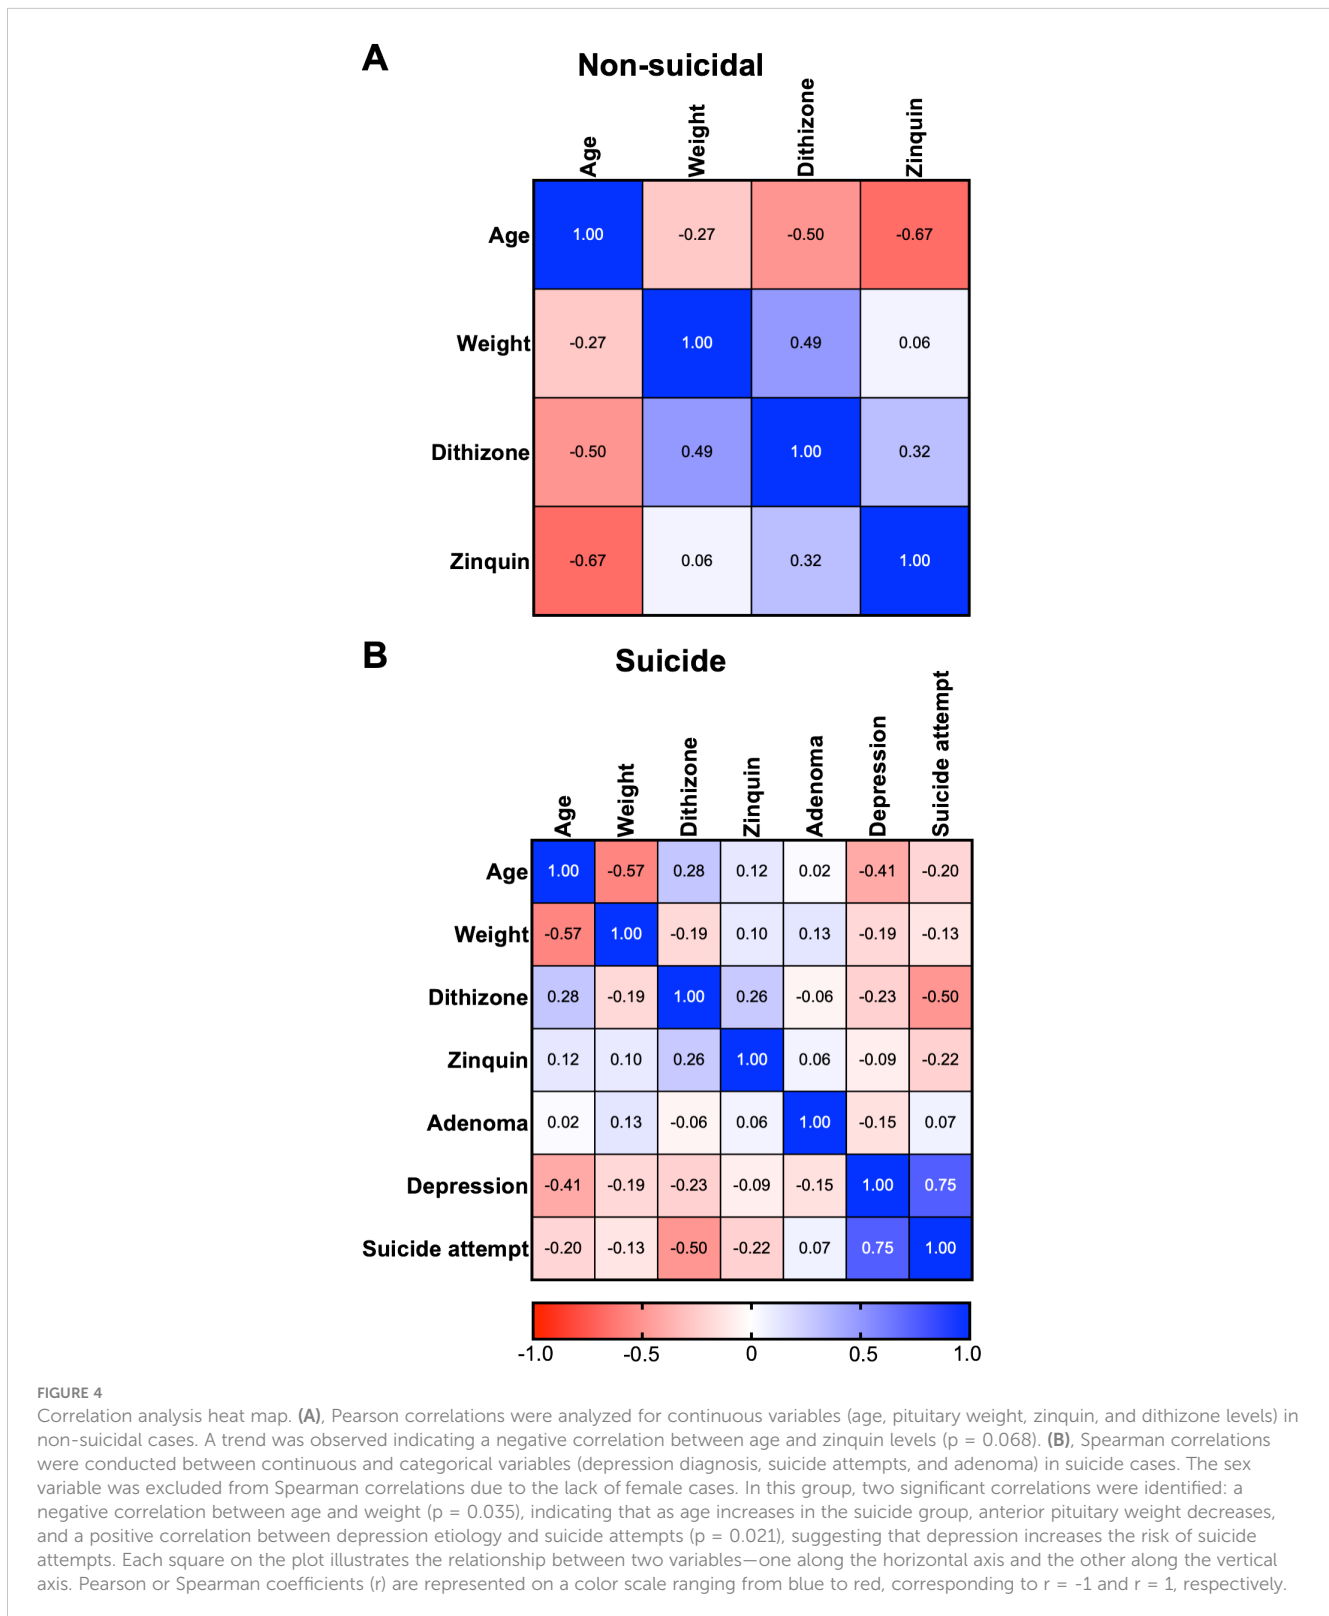 A
Non-suicidal
Age
Weight
Dithizone
Zinquin
Age 1.00 -0.27 -0.50 -0.67
Weight -0.27 1.00 0.49 0.06
Dithizone -0.50 0.49 1.00 0.32
Zinquin -0.67 0.06 0.32 1.00
B
Suicide
Age
Weight
Dithizone
Zinquin
Adenoma
Depression
Suicide attempt
Age 1.00 -0.57 0.28 0.12 0.02 -0.41 -0.20
Weight -0.57 1.00 -0.19 0.10 0.13 -0.19 -0.13
Dithizone 0.28 -0.19 1.00 0.26 -0.06 -0.23 -0.50
Zinquin 0.12 0.10 0.26 1.00 0.06 -0.09 -0.22
Adenoma 0.02 0.13 -0.06 0.06 1.00 -0.15 0.07
Depression -0.41 -0.19 -0.23 -0.09 -0.15 1.00 0.75
Suicide attempt -0.20 -0.13 -0.50 -0.22 0.07 0.75 1.00
-1.0 -0.5 0 0.5 1.0
FIGURE 4
Correlation analysis heat map. (A), Pearson correlations were analyzed for continuous variables (age, pituitary weight, zinquin, and dithizone levels) in
non-suicidal cases. A trend was observed indicating a negative correlation between age and zinquin levels (p = 0.068). (B), Spearman correlations
were conducted between continuous and categorical variables (depression diagnosis, suicide attempts, and adenoma) in suicide cases. The sex
variable was excluded from Spearman correlations due to the lack of female cases. In this group, two significant correlations were identified: a
negative correlation between age and weight (p = 0.035), indicating that as age increases in the suicide group, anterior pituitary weight decreases,
and a positive correlation between depression etiology and suicide attempts (p = 0.021), suggesting that depression increases the risk of suicide
attempts. Each square on the plot illustrates the relationship between two variables—one along the horizontal axis and the other along the vertical
axis. Pearson or Spearman coefficients (r) are represented on a color scale ranging from blue to red, corresponding to r = -1 and r = 1, respectively.